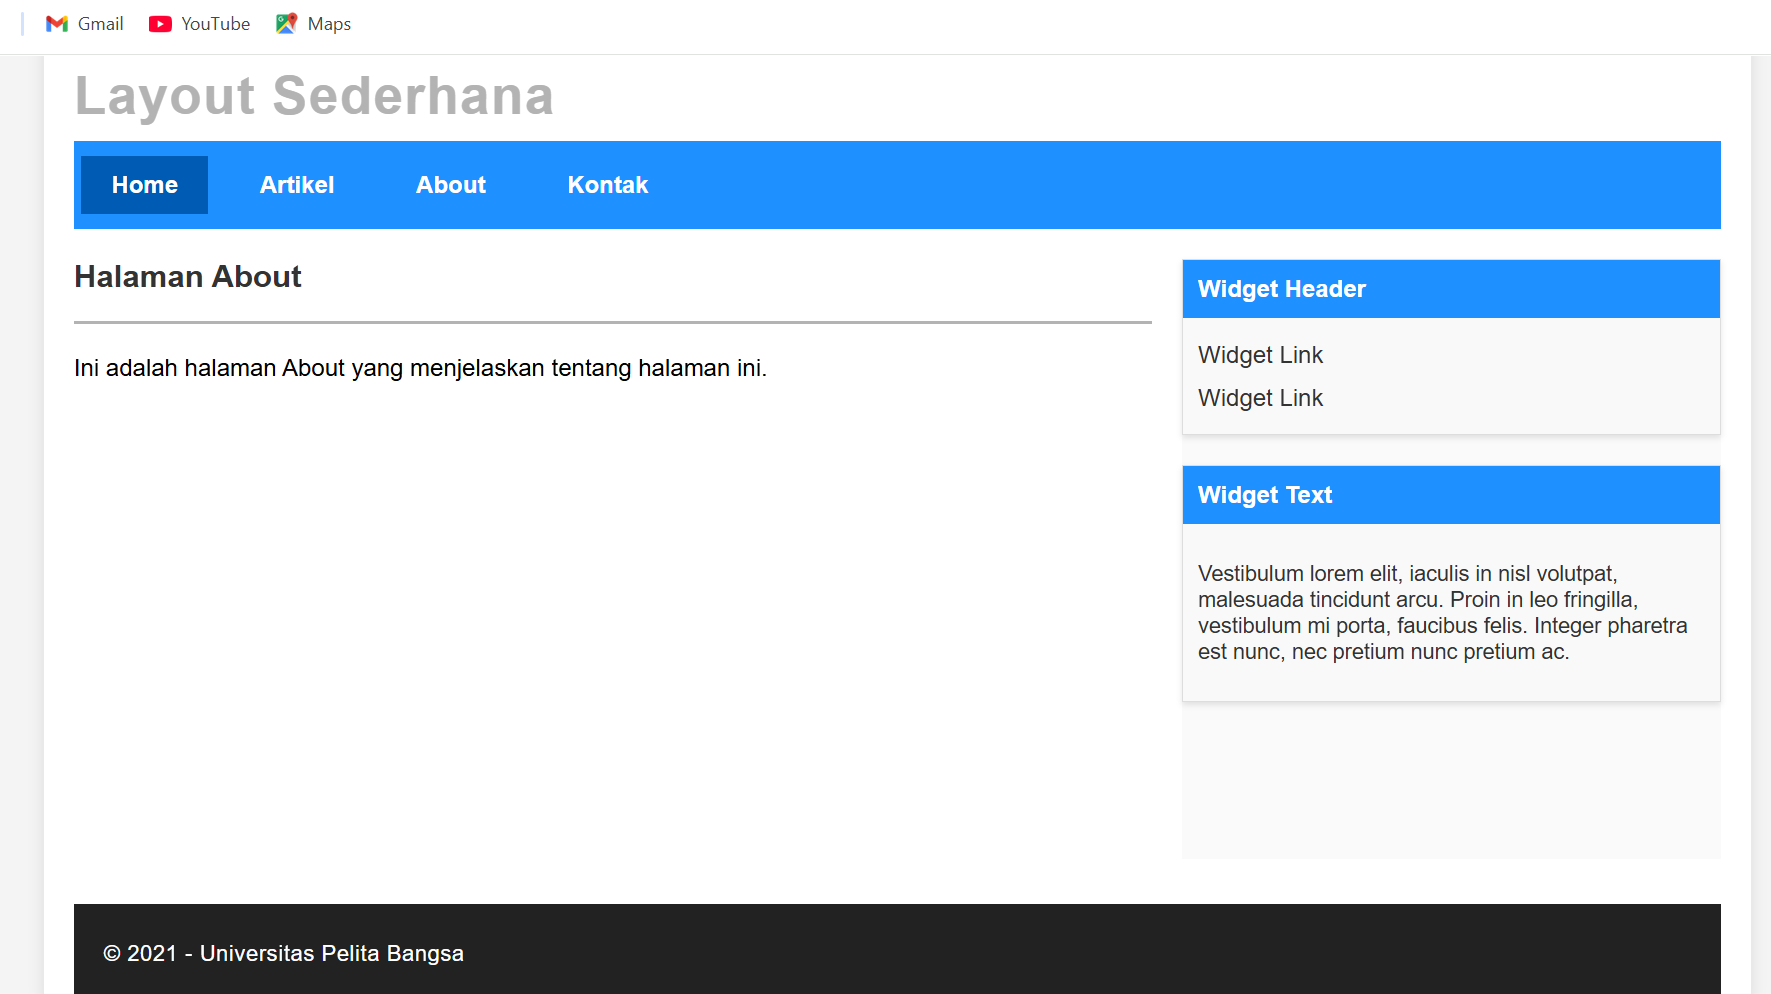 Gmail YouTube Maps
Layout Sederhana
Home Artikel About Kontak
Halaman About
Ini adalah halaman About yang menjelaskan tentang halaman ini.
Widget Header
Widget Link
Widget Link
Widget Text
Vestibulum lorem elit, iaculis in nisl volutpat,
malesuada tincidunt arcu. Proin in leo fringilla,
vestibulum mi porta, faucibus felis. Integer pharetra
est nunc, nec pretium nunc pretium ac.
© 2021 - Universitas Pelita Bangsa